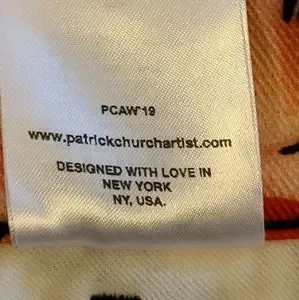 PCAW'19
www.patrickchurchartist.com
DESIGNED WITH LOVE IN
NEW YORK
NY, USA.